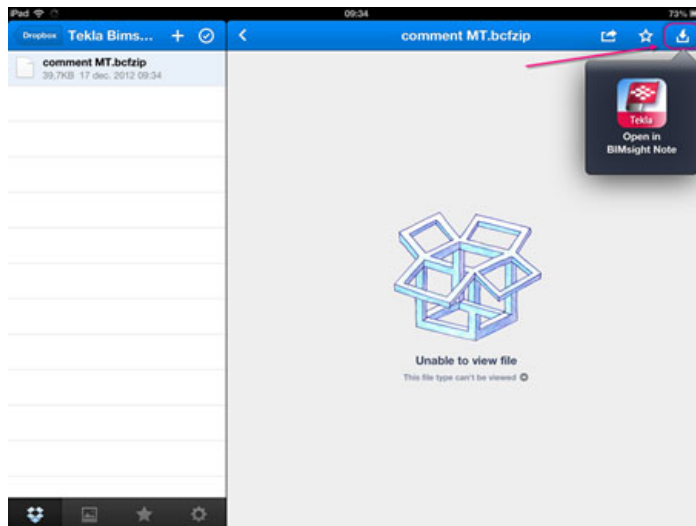 iPad
09:34
73%
Dropbox
Tekla Bims...
comment MT.bcfzip
comment MT.bcfzip
39,7KB 17 dec. 2012 09:34
Tekla
Open in
BIMsight Note
Unable to view file
This file type can't be viewed